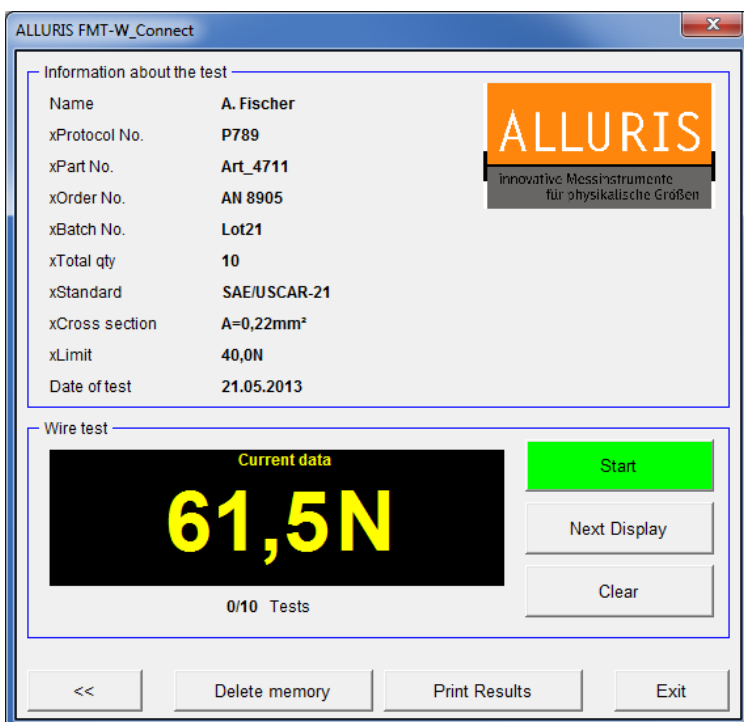 ALLURIS FMT-W_Connect
Information about the test
Name A. Fischer
xProtocol No. P789
xPart No. Art_4711
xOrder No. AN 8905
xBatch No. Lot21
xTotal qty 10
xStandard SAE/USCAR-21
xCross section A=0,22mm²
xLimit 40,0N
Date of test 21.05.2013
ALLURIS
innovative Messinstrumente
für physikalische Größen
Wire test
Current data
61,5N
0/10 Tests
Start
Next Display
Clear
<< Delete memory Print Results Exit